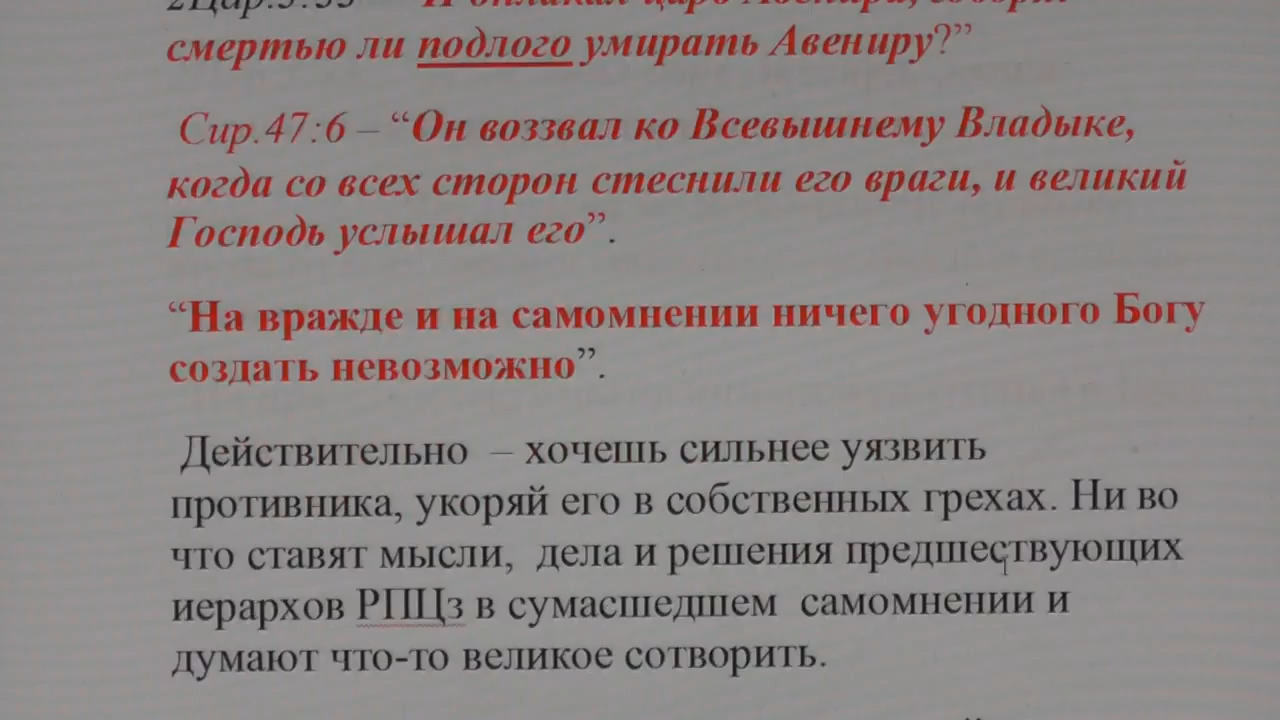 смертью ли подлого умирать Авениру?”
Сир.47:6 – “Он воззвал ко Всевышнему Владыке,
когда со всех сторон стеснили его враги, и великий
Господь услышал его”.
“На вражде и на самомнении ничего угодного Богу
создать невозможно”.
Действительно – хочешь сильнее уязвить
противника, укоряй его в собственных грехах. Ни во
что ставят мысли, дела и решения предшествующих
иерархов РПЦз в сумасшедшем самомнении и
думают что-то великое сотворить.